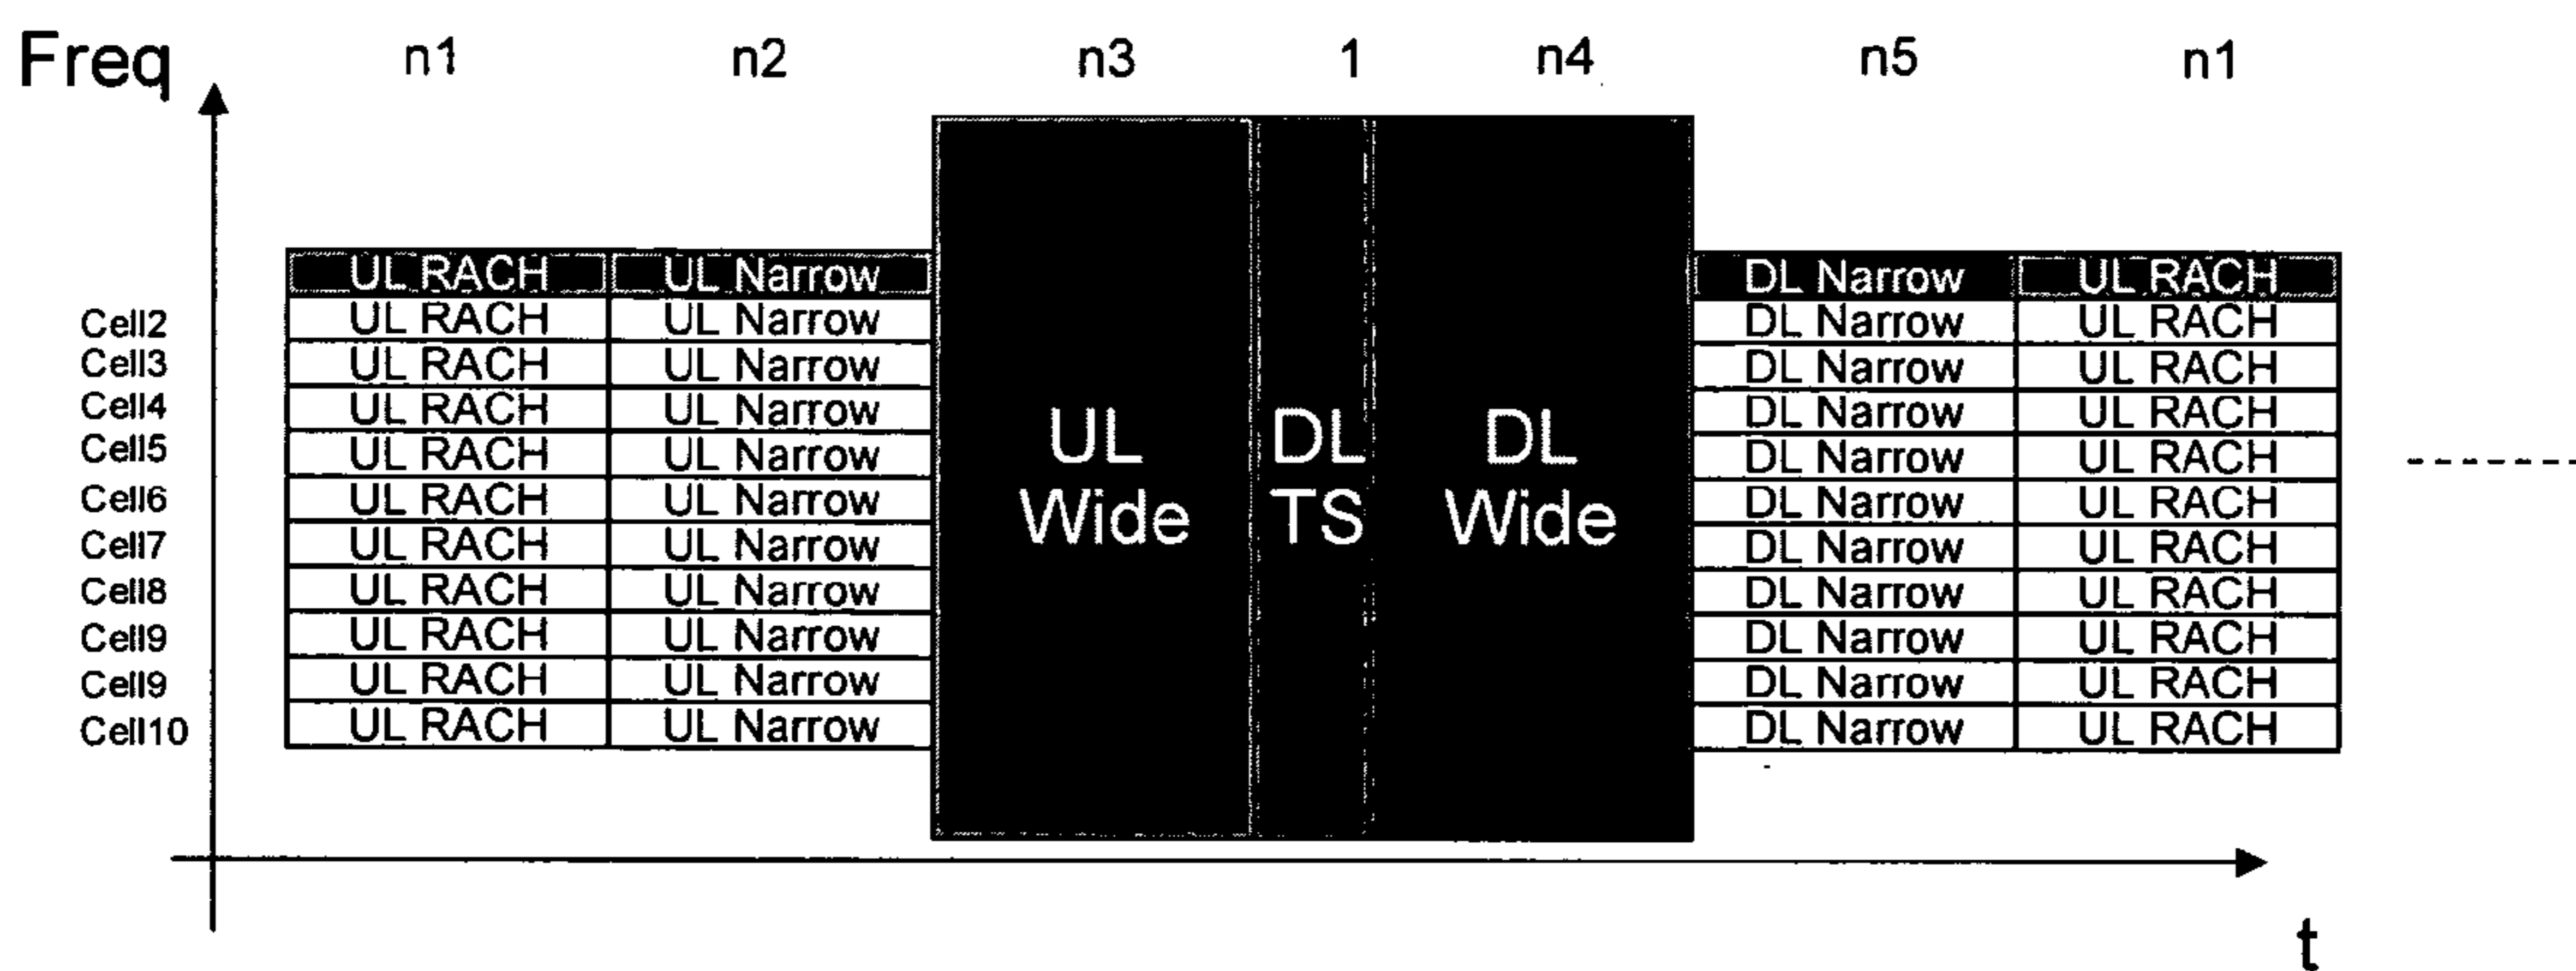 Freq n1 n2 n3 1 n4 n5 n1
UL RACH UL Narrow DL Narrow UL RACH
Cell2 UL RACH UL Narrow DL Narrow UL RACH
Cell3 UL RACH UL Narrow DL Narrow UL RACH
Cell4 UL RACH UL Narrow DL Narrow UL RACH
Cell5 UL RACH UL Narrow DL Narrow UL RACH
Cell6 UL RACH UL Narrow DL Narrow UL RACH
Cell7 UL RACH UL Narrow DL Narrow UL RACH
Cell8 UL RACH UL Narrow DL Narrow UL RACH
Cell9 UL RACH UL Narrow DL Narrow UL RACH
Cell9 UL RACH UL Narrow DL Narrow UL RACH
Cell10 UL RACH UL Narrow DL Narrow UL RACH
UL DL DL
Wide TS Wide
t